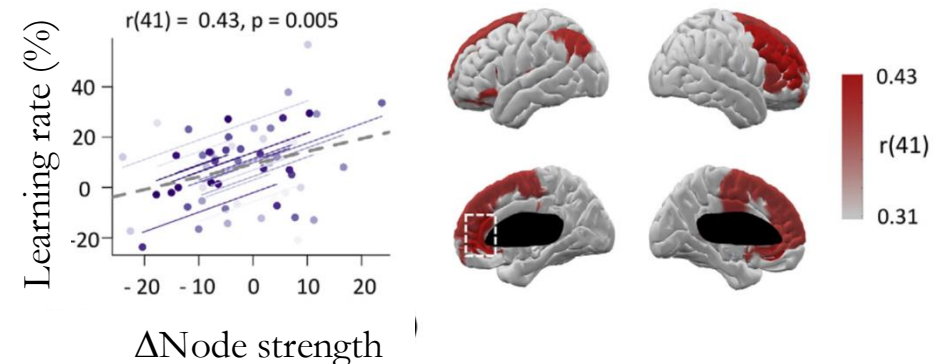 r(41) = 0.43, p = 0.005
Learning rate (%)
40
20
0
-20
- 20 - 10 0 10 20
ΔNode strength
)
0.43
r(41)
0.31